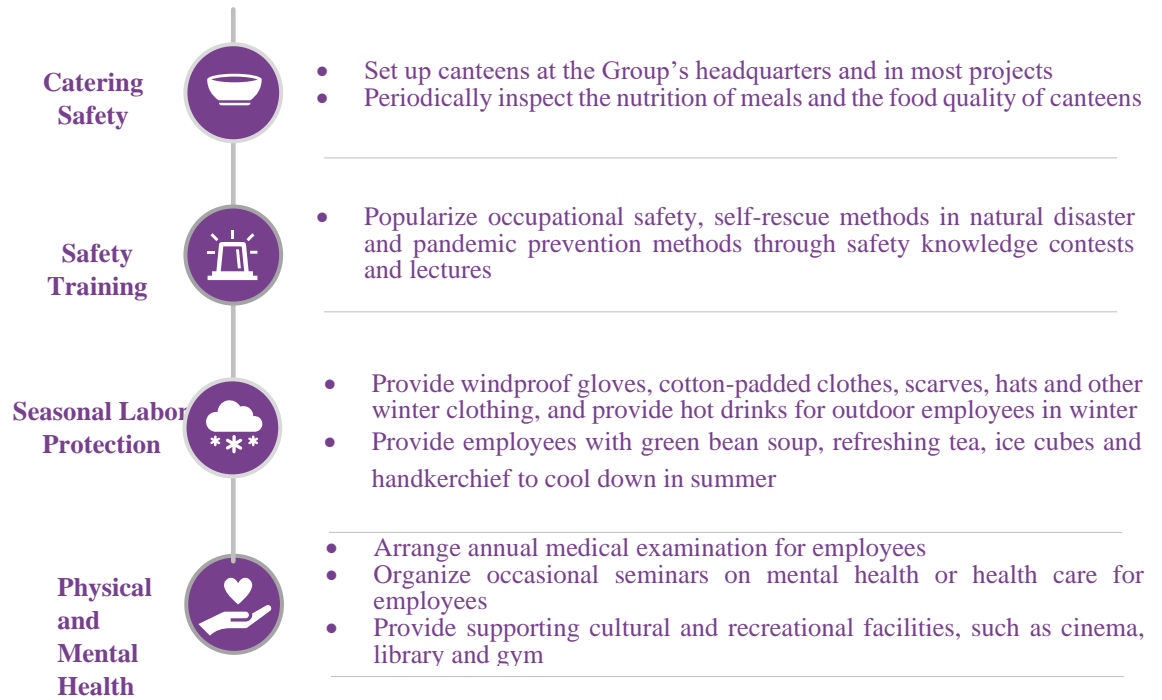 Catering
Safety
• Set up canteens at the Group’s headquarters and in most projects
• Periodically inspect the nutrition of meals and the food quality of canteens
Safety
Training
• Popularize occupational safety, self-rescue methods in natural disaster
and pandemic prevention methods through safety knowledge contests
and lectures
Seasonal Labor
Protection
• Provide windproof gloves, cotton-padded clothes, scarves, hats and other
winter clothing, and provide hot drinks for outdoor employees in winter
• Provide employees with green bean soup, refreshing tea, ice cubes and
handkerchief to cool down in summer
Physical
and
Mental
Health
• Arrange annual medical examination for employees
• Organize occasional seminars on mental health or health care for
employees
• Provide supporting cultural and recreational facilities, such as cinema,
library and gym